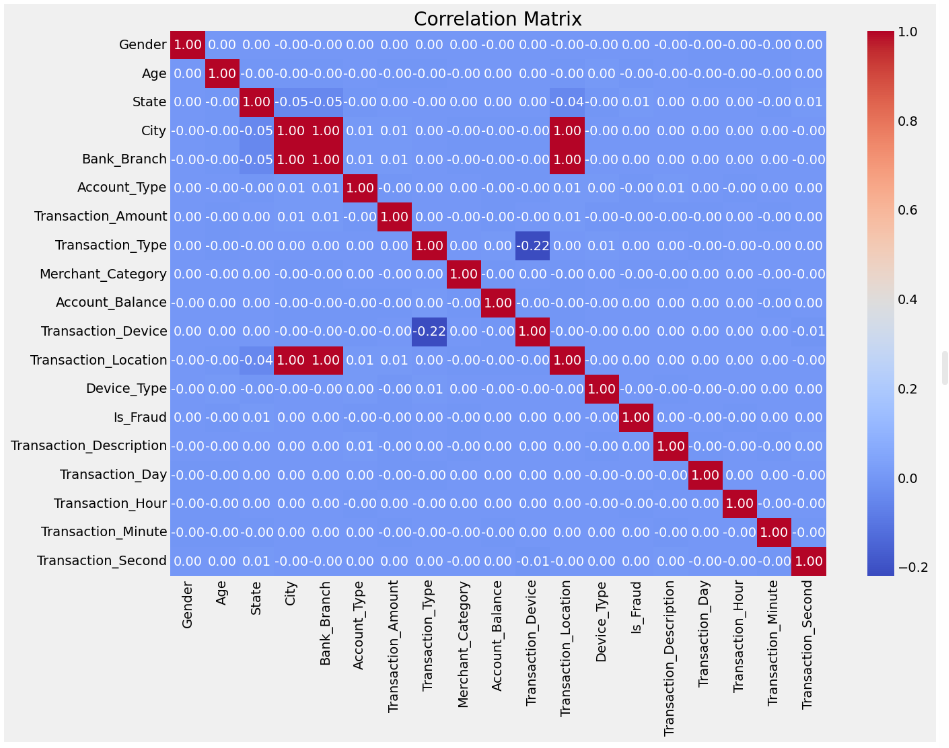 Correlation Matrix
Gender 1.00 0.00 0.00 -0.00 -0.00 0.00 0.00 0.00 -0.00 -0.00 0.00 -0.00 -0.00 -0.00 -0.00 -0.00 -0.00 -0.00 0.00
Age 0.00 1.00 -0.00 -0.00 -0.00 -0.00 -0.00 0.00 0.00 -0.00 0.00 -0.00 -0.00 -0.00 -0.00 0.00 0.00 -0.00 0.00
State 0.00 -0.00 1.00 -0.05 -0.05 -0.00 0.00 -0.00 0.00 0.00 0.00 -0.04 -0.00 0.01 0.00 0.00 -0.00 -0.00 0.01
City -0.00 -0.00 -0.05 1.00 1.00 0.01 0.01 0.00 -0.00 -0.00 -0.00 1.00 -0.00 0.00 0.00 -0.00 0.00 -0.00 -0.00
Bank_Branch -0.00 -0.00 -0.05 1.00 1.00 0.01 0.01 0.00 -0.00 -0.00 -0.00 1.00 -0.00 0.00 0.00 -0.00 0.00 -0.00 -0.00
Account_Type 0.00 -0.00 -0.00 0.01 0.01 1.00 -0.00 0.00 0.00 -0.00 -0.00 0.01 -0.00 -0.00 0.01 0.00 -0.00 0.00 -0.00
Transaction_Amount 0.00 -0.00 0.00 0.01 0.01 -0.00 1.00 0.00 -0.00 -0.00 -0.00 0.01 -0.00 -0.00 -0.00 0.00 0.00 0.00 -0.00
Transaction_Type 0.00 0.00 -0.00 0.00 0.00 0.00 0.00 1.00 0.00 0.00 -0.22 0.00 0.01 0.00 -0.00 -0.00 -0.00 0.00 -0.00
Merchant_Category -0.00 0.00 0.00 -0.00 -0.00 0.00 -0.00 0.00 1.00 -0.00 0.00 -0.00 -0.00 0.00 -0.00 0.00 -0.00 0.00 -0.00
Account_Balance -0.00 -0.00 0.00 -0.00 -0.00 -0.00 -0.00 0.00 -0.00 1.00 -0.00 -0.00 0.00 0.00 0.00 -0.00 0.00 -0.00 0.00
Transaction_Device 0.00 0.00 0.00 -0.00 -0.00 -0.00 -0.00 -0.22 0.00 -0.00 1.00 -0.00 -0.00 0.00 0.00 0.00 0.00 -0.00 -0.01
Transaction_Location -0.00 -0.00 -0.04 1.00 1.00 0.01 0.01 0.00 -0.00 -0.00 -0.00 1.00 -0.00 0.00 0.00 -0.00 0.00 -0.00 -0.00
Device_Type -0.00 -0.00 -0.00 -0.00 -0.00 -0.00 -0.00 0.01 -0.00 0.00 -0.00 -0.00 1.00 -0.00 -0.00 -0.00 -0.00 -0.00 0.00
Is_Fraud -0.00 -0.00 0.01 0.00 0.00 -0.00 -0.00 0.00 0.00 0.00 0.00 0.00 -0.00 1.00 -0.00 0.00 0.00 -0.00 0.00
Transaction_Description -0.00 -0.00 0.00 0.00 0.00 0.01 -0.00 -0.00 -0.00 0.00 0.00 0.00 -0.00 -0.00 1.00 -0.00 0.00 -0.00 0.00
Transaction_Day -0.00 0.00 0.00 -0.00 -0.00 0.00 0.00 -0.00 0.00 -0.00 0.00 -0.00 -0.00 0.00 -0.00 1.00 0.00 -0.00 0.00
Transaction_Hour -0.00 0.00 -0.00 0.00 0.00 -0.00 0.00 -0.00 -0.00 0.00 0.00 0.00 -0.00 0.00 0.00 0.00 1.00 -0.00 -0.00
Transaction_Minute -0.00 -0.00 -0.00 -0.00 -0.00 0.00 0.00 0.00 0.00 -0.00 -0.00 -0.00 -0.00 -0.00 -0.00 -0.00 -0.00 1.00 -0.00
Transaction_Second 0.00 0.00 0.01 -0.00 -0.00 -0.00 -0.00 -0.00 -0.00 0.00 -0.01 -0.00 0.00 0.00 0.00 0.00 -0.00 -0.00 1.00
Gender
Age
State
City
Bank_Branch
Account_Type
Transaction_Amount
Transaction_Type
Merchant_Category
Account_Balance
Transaction_Device
Transaction_Location
Device_Type
Is_Fraud
Transaction_Description
Transaction_Day
Transaction_Hour
Transaction_Minute
Transaction_Second
1.0
0.8
0.6
0.4
0.2
0.0
−0.2